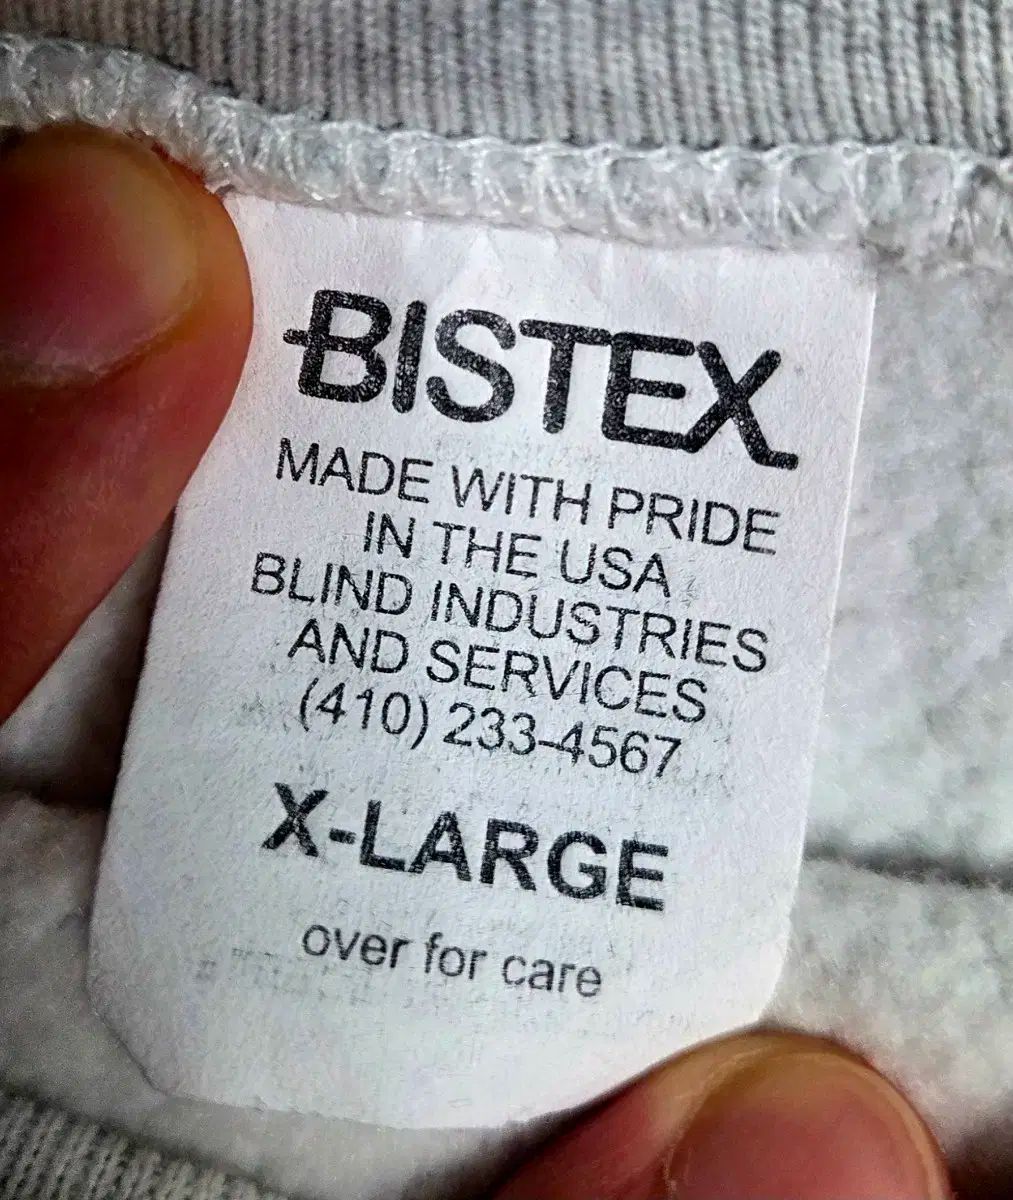 BISTEX
MADE WITH PRIDE
IN THE USA
BLIND INDUSTRIES
AND SERVICES
(410) 233-4567
X-LARGE
over for care